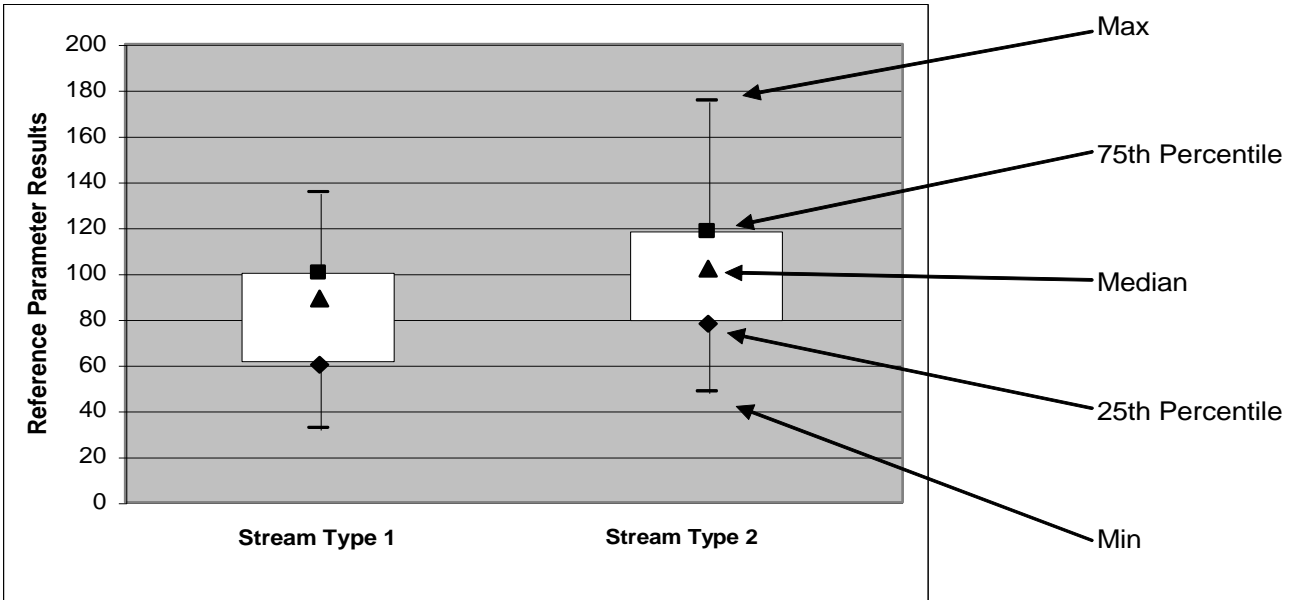 Reference Parameter Results
200
180
160
140
120
100
80
60
40
20
0
Stream Type 1
Stream Type 2
Max
75th Percentile
Median
25th Percentile
Min